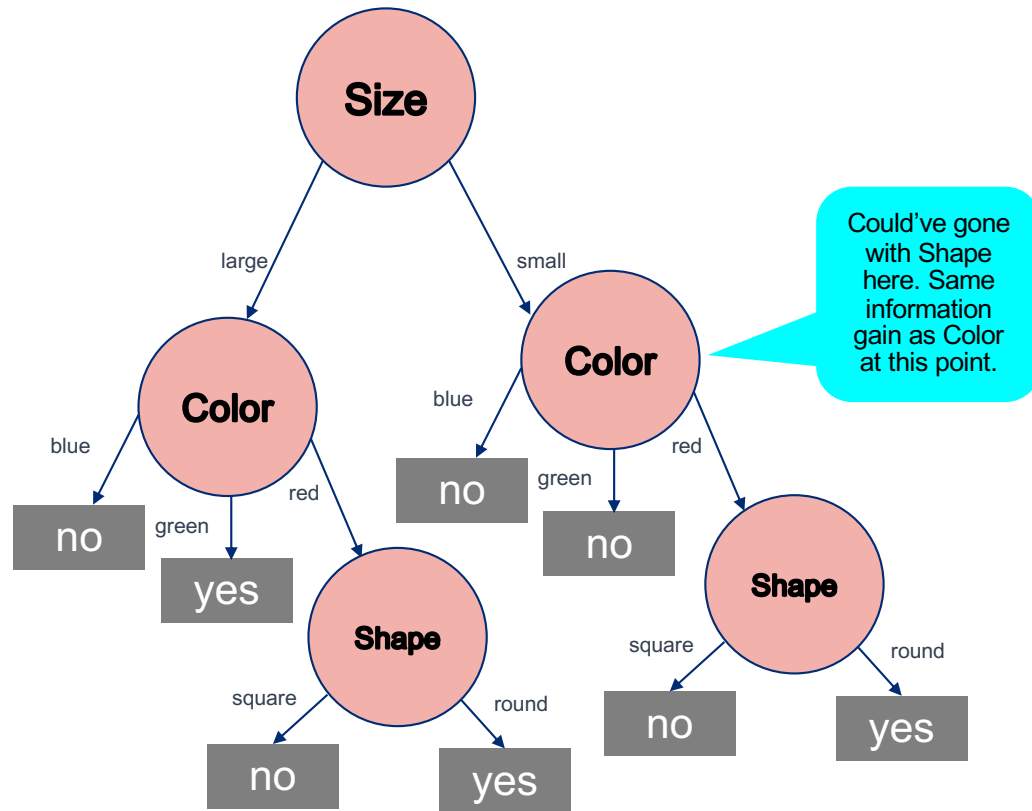 Size
large
small
Could've gone
with Shape
here. Same
information
gain as Color
at this point.
Color
Color
blue
green
red
blue
green
red
no
yes
no
no
Shape
Shape
square
round
square
round
no
yes
no
yes